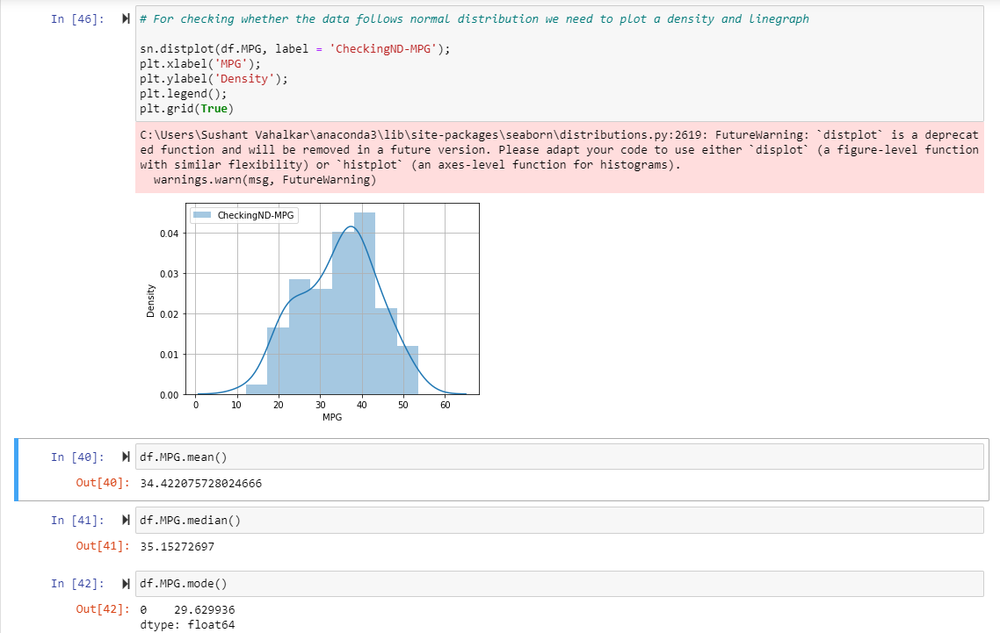 In [46]:
# For checking whether the data follows normal distribution we need to plot a density and linegraph
sn.distplot(df.MPG, label = 'CheckingND-MPG');
plt.xlabel('MPG');
plt.ylabel('Density');
plt.legend();
plt.grid(True)
C:\Users\Sushant Vahalkar\anaconda3\lib\site-packages\seaborn\distributions.py:2619: FutureWarning: `distplot` is a deprecat
ed function and will be removed in a future version. Please adapt your code to use either `displot` (a figure-level function
with similar flexibility) or `histplot` (an axes-level function for histograms).
warnings.warn(msg, FutureWarning)
CheckingND-MPG
0.04
0.03
0.02
0.01
0.00
Density
0 10 20 30 40 50 60
MPG
In [40]: df.MPG.mean()
Out[40]: 34.422075728024666
In [41]: df.MPG.median()
Out[41]: 35.15272697
In [42]: df.MPG.mode()
Out[42]: 0 29.629936
dtype: float64